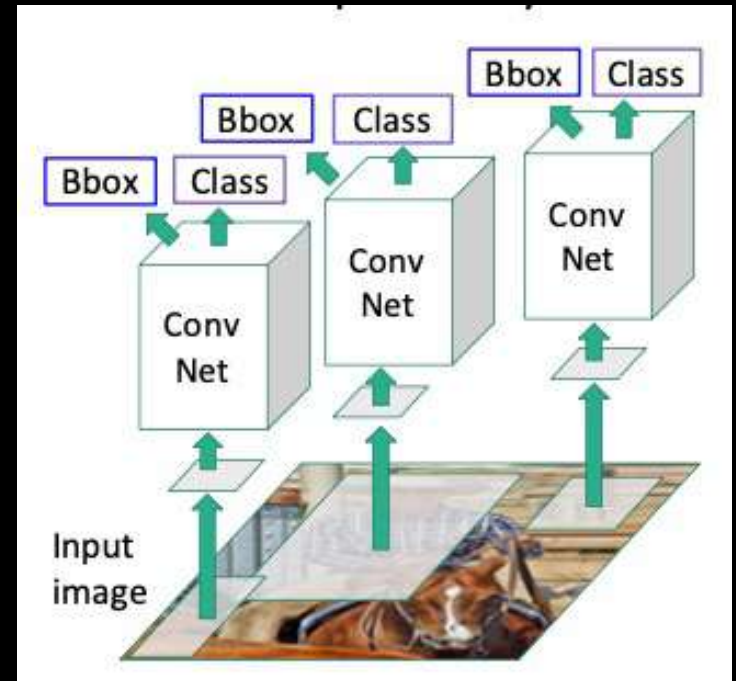 Bbox Class
Bbox Class
Bbox Class
Conv
Net
Conv
Net
Conv
Net
Input
image